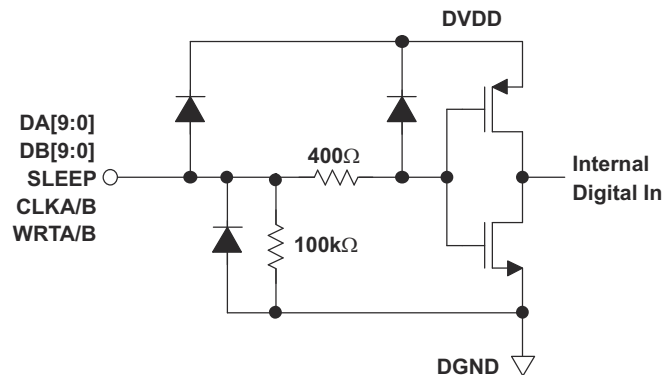 DVDD
DA[9:0]
DB[9:0]
SLEEP
CLKA/B
WRTA/B
400Ω
100kΩ
Internal
Digital In
DGND